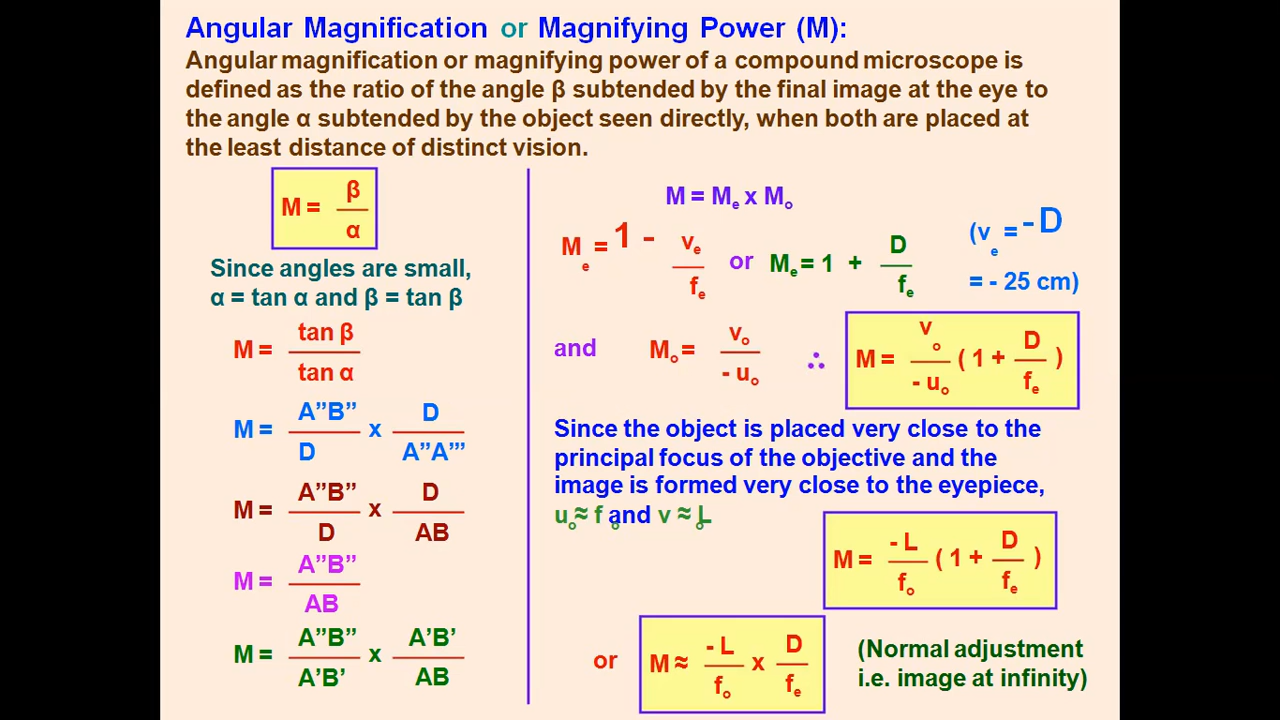 Angular Magnification or Magnifying Power (M):
Angular magnification or magnifying power of a compound microscope is
defined as the ratio of the angle β subtended by the final image at the eye to
the angle α subtended by the object seen directly, when both are placed at
the least distance of distinct vision.
M = β / α
Since angles are small,
α = tan α and β = tan β
M = tan β / tan α
M = A”B” / D x D / A”A”’
M = A”B” / D x D / AB
M = A”B” / AB
M = A”B” / A’B’ x A’B’ / AB
M = Me x Mo
Me = 1 - ve / fe or Me = 1 + D / fe (ve = - D
= - 25 cm)
and Mo = vo / - uo ∴ M = vo / - uo ( 1 + D / fe )
Since the object is placed very close to the
principal focus of the objective and the
image is formed very close to the eyepiece,
uo ≈ fo and vo ≈ L
M = - L / fo ( 1 + D / fe )
or M ≈ - L / fo x D / fe
(Normal adjustment
i.e. image at infinity)